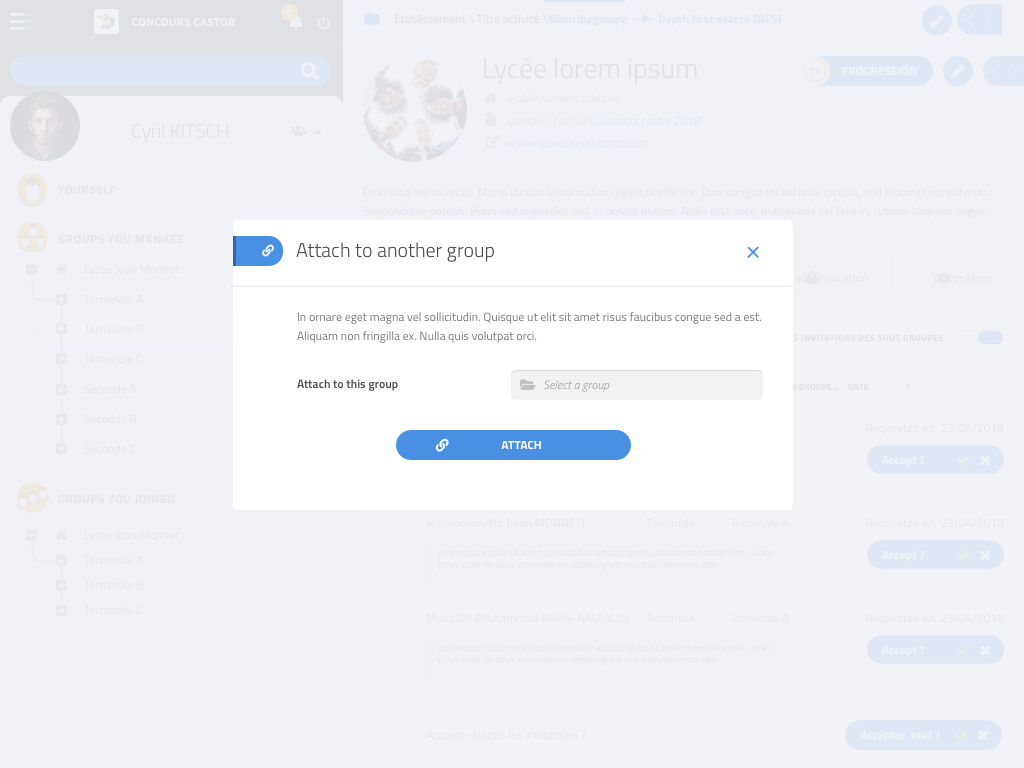 CONCOURS CASTOR
Établissement \ Titre activité \
Depth first search (DFS)
Lycée lorem ipsum
PROGRESSION
établissement scolaire
associé à l'activité Concours castor 2018
www.lyceeloremipsum.com
Cyril KITSCH
YOURSELF
GROUPS YOU MANAGE
Lycée Jean Monnet
Terminale A
Terminale B
Terminale C
Seconde A
Seconde B
Seconde C
GROUPS YOU JOINED
Lycée Jean Monnet
Terminale A
Terminale B
Terminale C
Phasellus vel mi lacus. Morbi dictum lacus in diam egestas efficitur. Duis congue mi vel urna dictum, sed placerat est pulvinar.
Suspendisse potenti. Proin sed imperdiet nisl, in ornare mauris. Nulla erat ante, malesuada vel felis in, rutrum aliquam augue.
Attach to another group
In ornare eget magna vel sollicitudin. Quisque ut elit sit amet risus faucibus congue sed a est.
Aliquam non fringilla ex. Nulla quis volutpat orci.
Attach to this group
Select a group
ATTACH
administration
paramètres
S INVITATIONS DES SOUS GROUPES
GROUPE... DATE
Requested on 23/04/2018
Accept ?
Jeannomonetto (Jean MONNET) Terminale Terminale A Requested on 23/04/2018
Accept ?
Lorem ipsum dolor sit amet, consectetuer adipiscing elit, sed diam nonummy nibh. Lorem
ipsum dolor sit amet, consectetuer adipiscing elit, sed diam nonummy nibh
Muha2M (Muhammad BRUN-NAUJALIS) Terminale Terminale A Requested on 23/04/2018
Accept ?
Lorem ipsum dolor sit amet, consectetuer adipiscing elit, sed diam nonummy nibh. Lorem
ipsum dolor sit amet, consectetuer adipiscing elit, sed diam nonummy nibh
Accepter toutes les invitations ?
Accepter tout ?